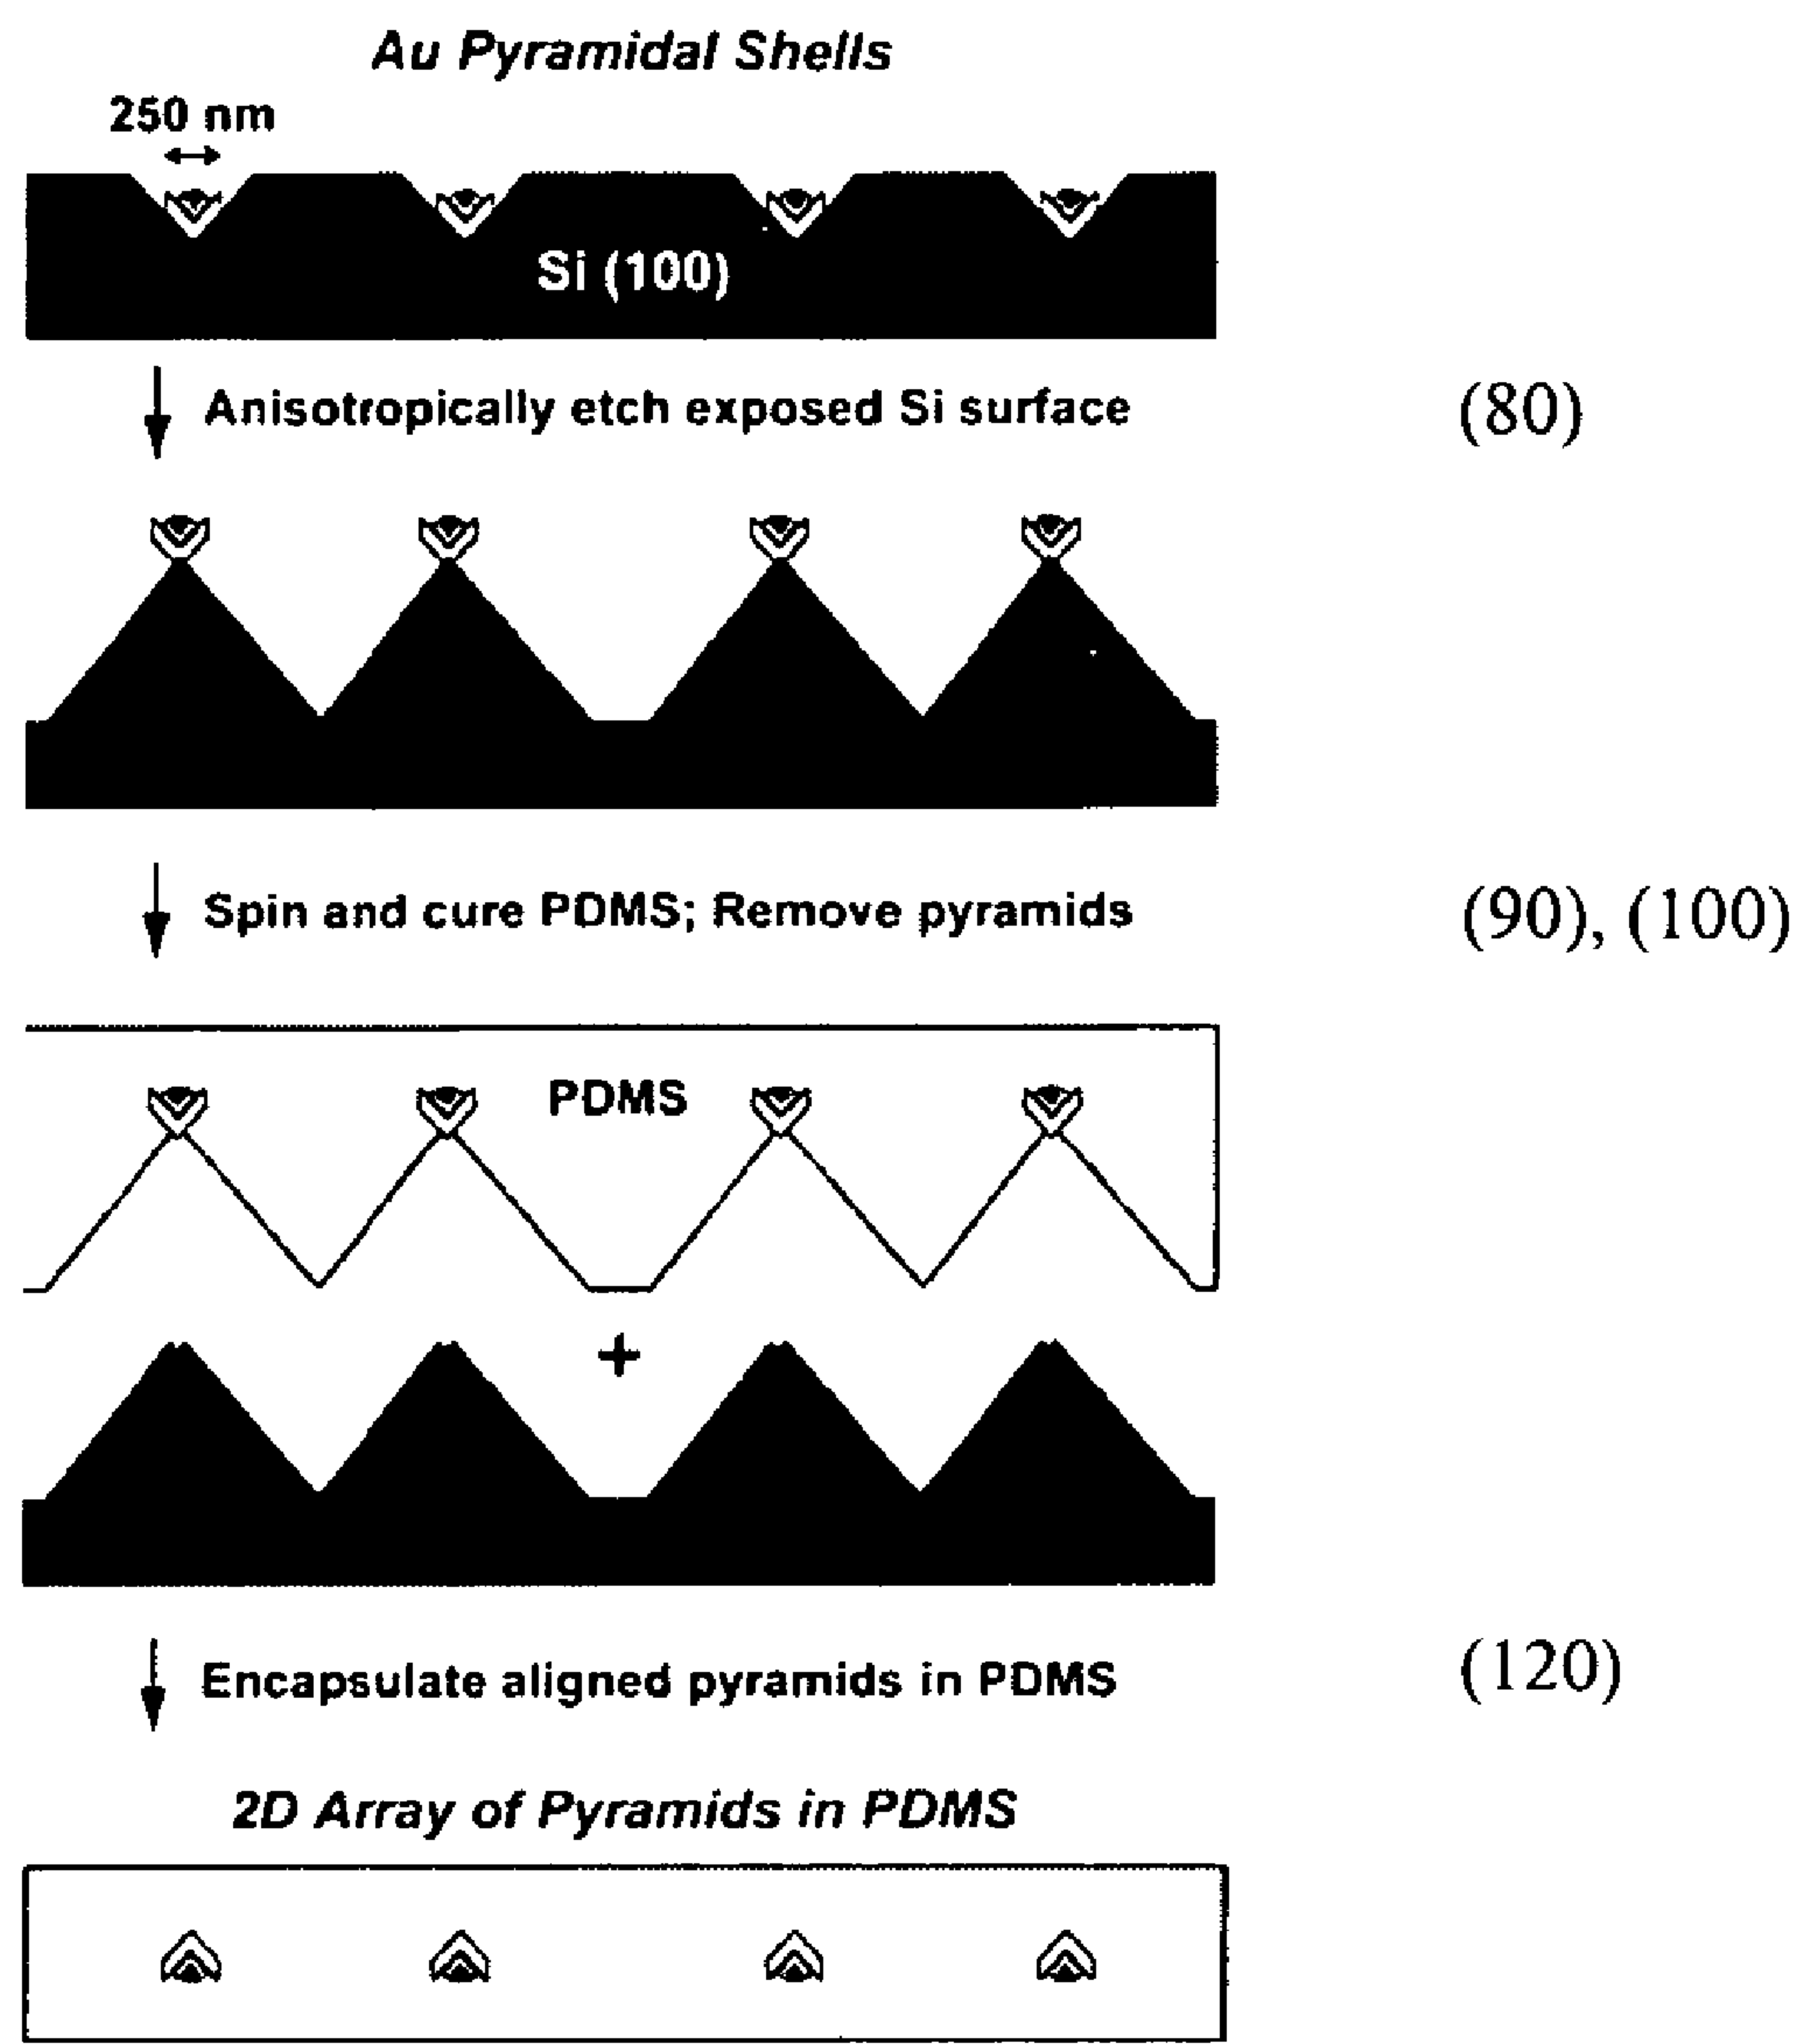 Au Pyramidal Shells
250 nm
Si (100)
Anisotropically etch exposed Si surface (80)
Spin and cure PDMS; Remove pyramids (90), (100)
PDMS
+
Encapsulate aligned pyramids in PDMS (120)
2D Array of Pyramids in PDMS